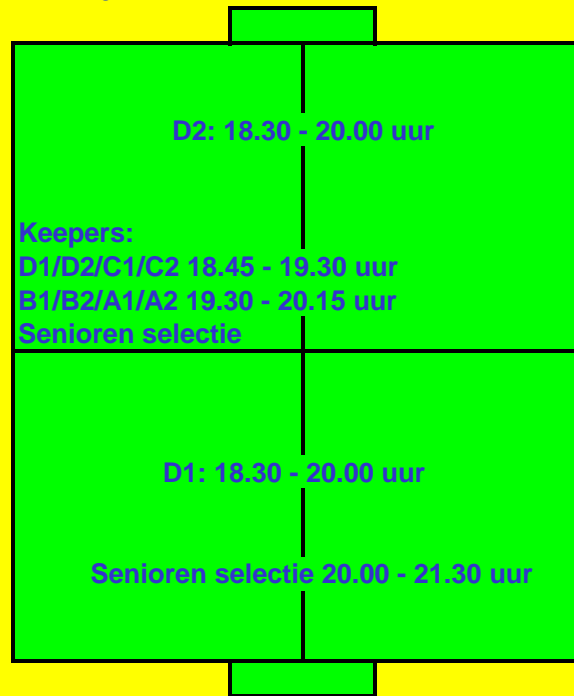 D2: 18.30 - 20.00 uur
Keepers:
D1/D2/C1/C2 18.45 - 19.30 uur
B1/B2/A1/A2 19.30 - 20.15 uur
Senioren selectie
D1: 18.30 - 20.00 uur
Senioren selectie 20.00 - 21.30 uur